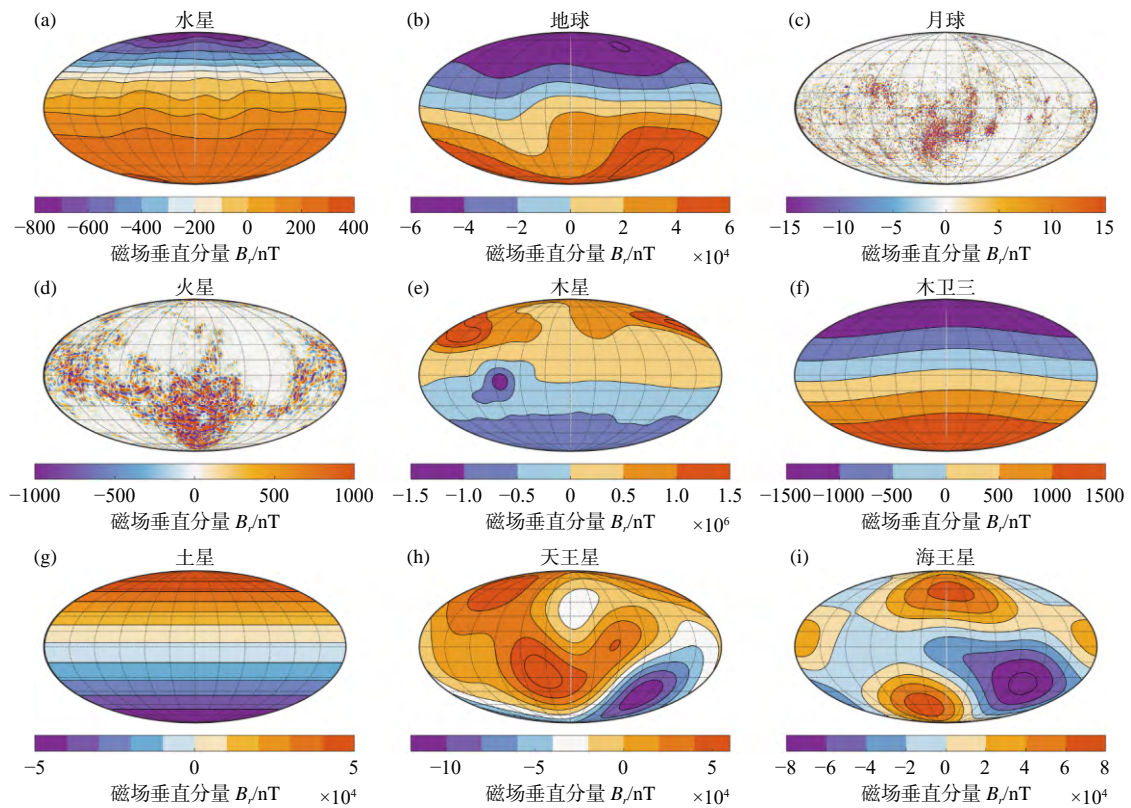 (a) 水星
(b) 地球
(c) 月球
−800 −600 −400 −200 0 200 400
磁场垂直分量 Br/nT
−6 −4 −2 0 2 4 6
磁场垂直分量 Br/nT ×10⁴
−15 −10 −5 0 5 10 15
磁场垂直分量 Br/nT
(d) 火星
(e) 木星
(f) 木卫三
−1000 −500 0 500 1000
磁场垂直分量 Br/nT
−1.5 −1.0 −0.5 0 0.5 1.0 1.5
磁场垂直分量 Br/nT ×10⁶
−1500 −1000 −500 0 500 1000 1500
磁场垂直分量 Br/nT
(g) 土星
(h) 天王星
(i) 海王星
−5 0 5
磁场垂直分量 Br/nT ×10⁴
−10 −5 0
磁场垂直分量 Br/nT ×10⁴
−8 −6 −4 −2 0 2 4 6 8
磁场垂直分量 Br/nT ×10⁴